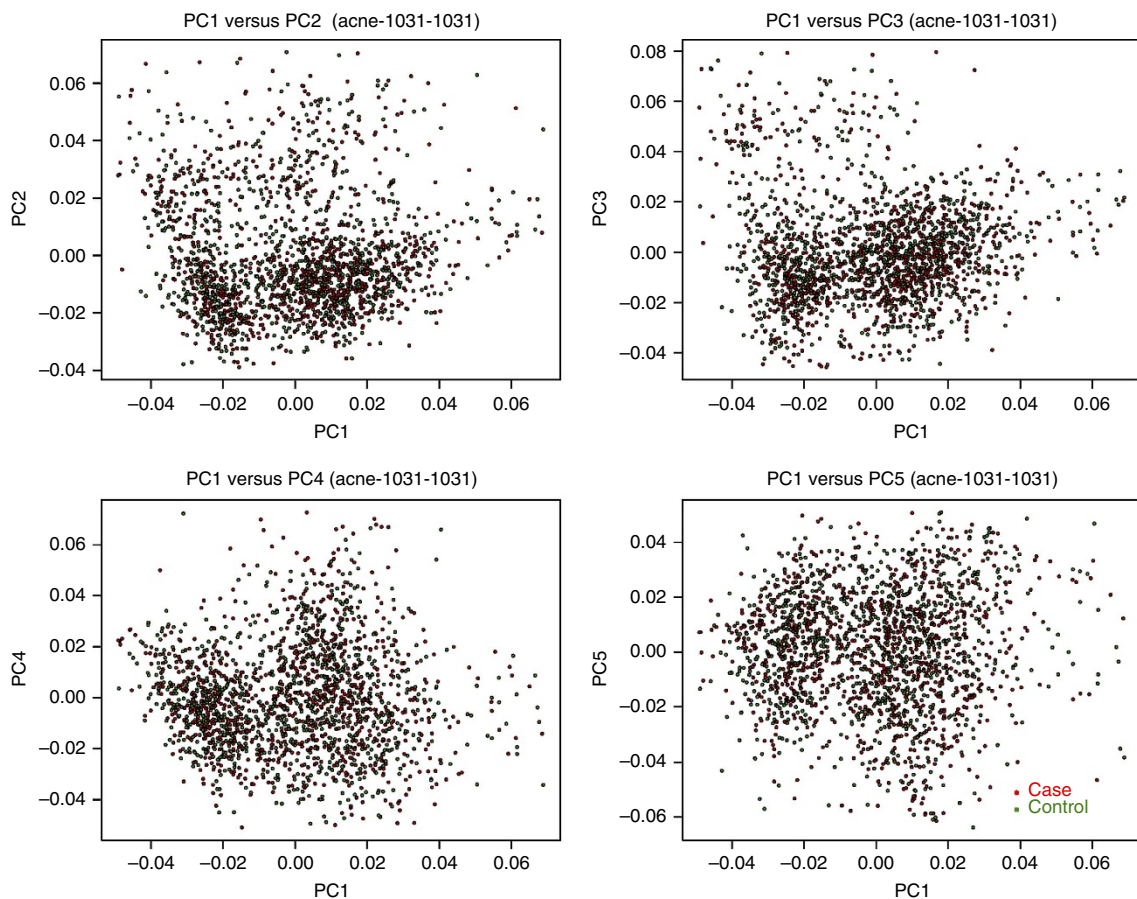 PC1 versus PC2 (acne-1031-1031)
0.06
0.04
0.02
0.00
−0.02
−0.04
PC2
−0.04 −0.02 0.00 0.02 0.04 0.06
PC1
PC1 versus PC3 (acne-1031-1031)
0.08
0.06
0.04
0.02
0.00
−0.02
−0.04
PC3
−0.04 −0.02 0.00 0.02 0.04 0.06
PC1
PC1 versus PC4 (acne-1031-1031)
0.06
0.04
0.02
0.00
−0.02
−0.04
PC4
−0.04 −0.02 0.00 0.02 0.04 0.06
PC1
PC1 versus PC5 (acne-1031-1031)
0.04
0.02
0.00
−0.02
−0.04
−0.06
PC5
Case
Control
−0.04 −0.02 0.00 0.02 0.04 0.06
PC1